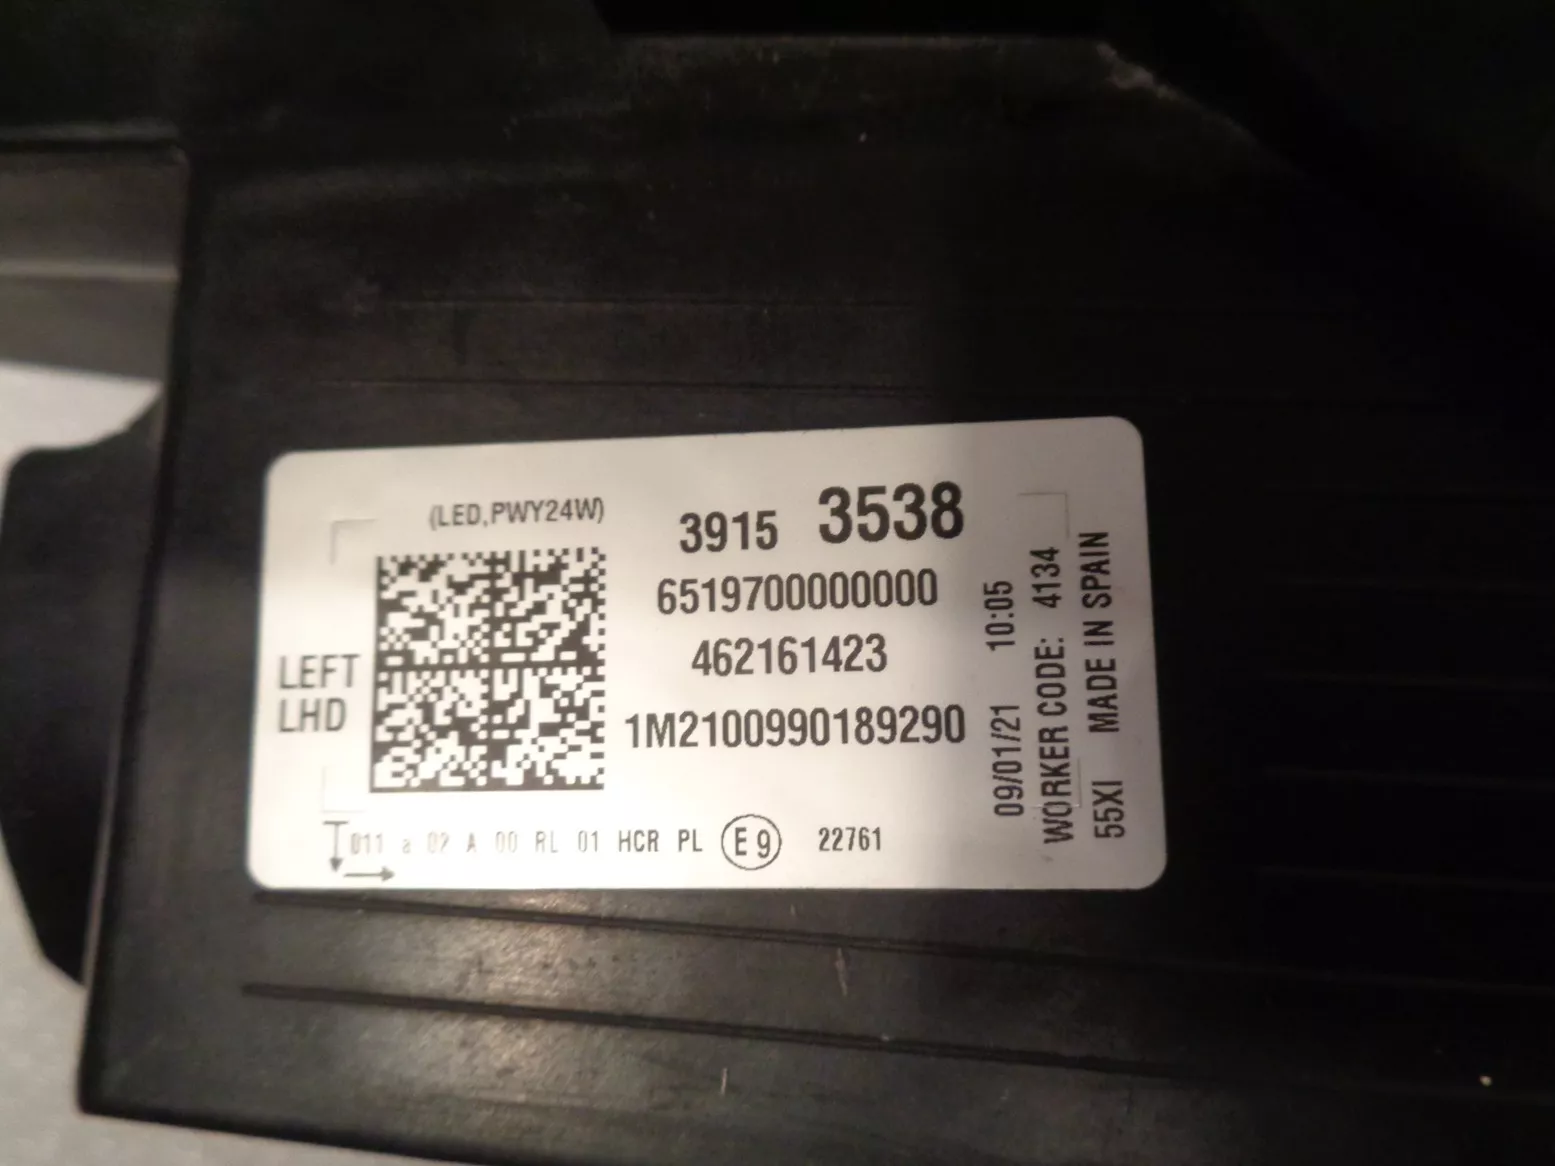 (LED,PWY24W)
3915 3538
6519700000000
462161423
1M2100990189290
LEFT
LHD
011 a 02 A 00 RL 01 HCR PL E9 22761
09/01/21 10:05
WORKER CODE: 4134
55XI MADE IN SPAIN